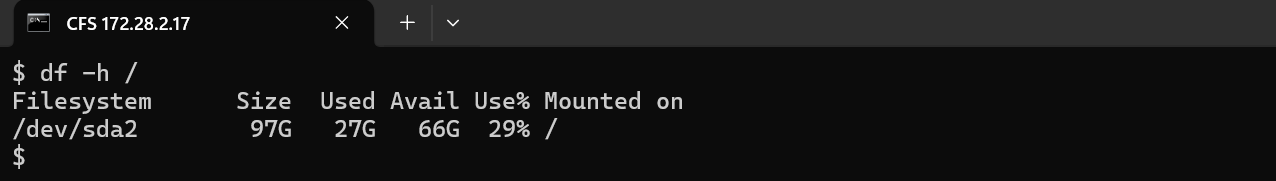 CFS 172.28.2.17
$ df -h /
Filesystem      Size  Used Avail Use% Mounted on
/dev/sda2        97G   27G   66G  29% /
$